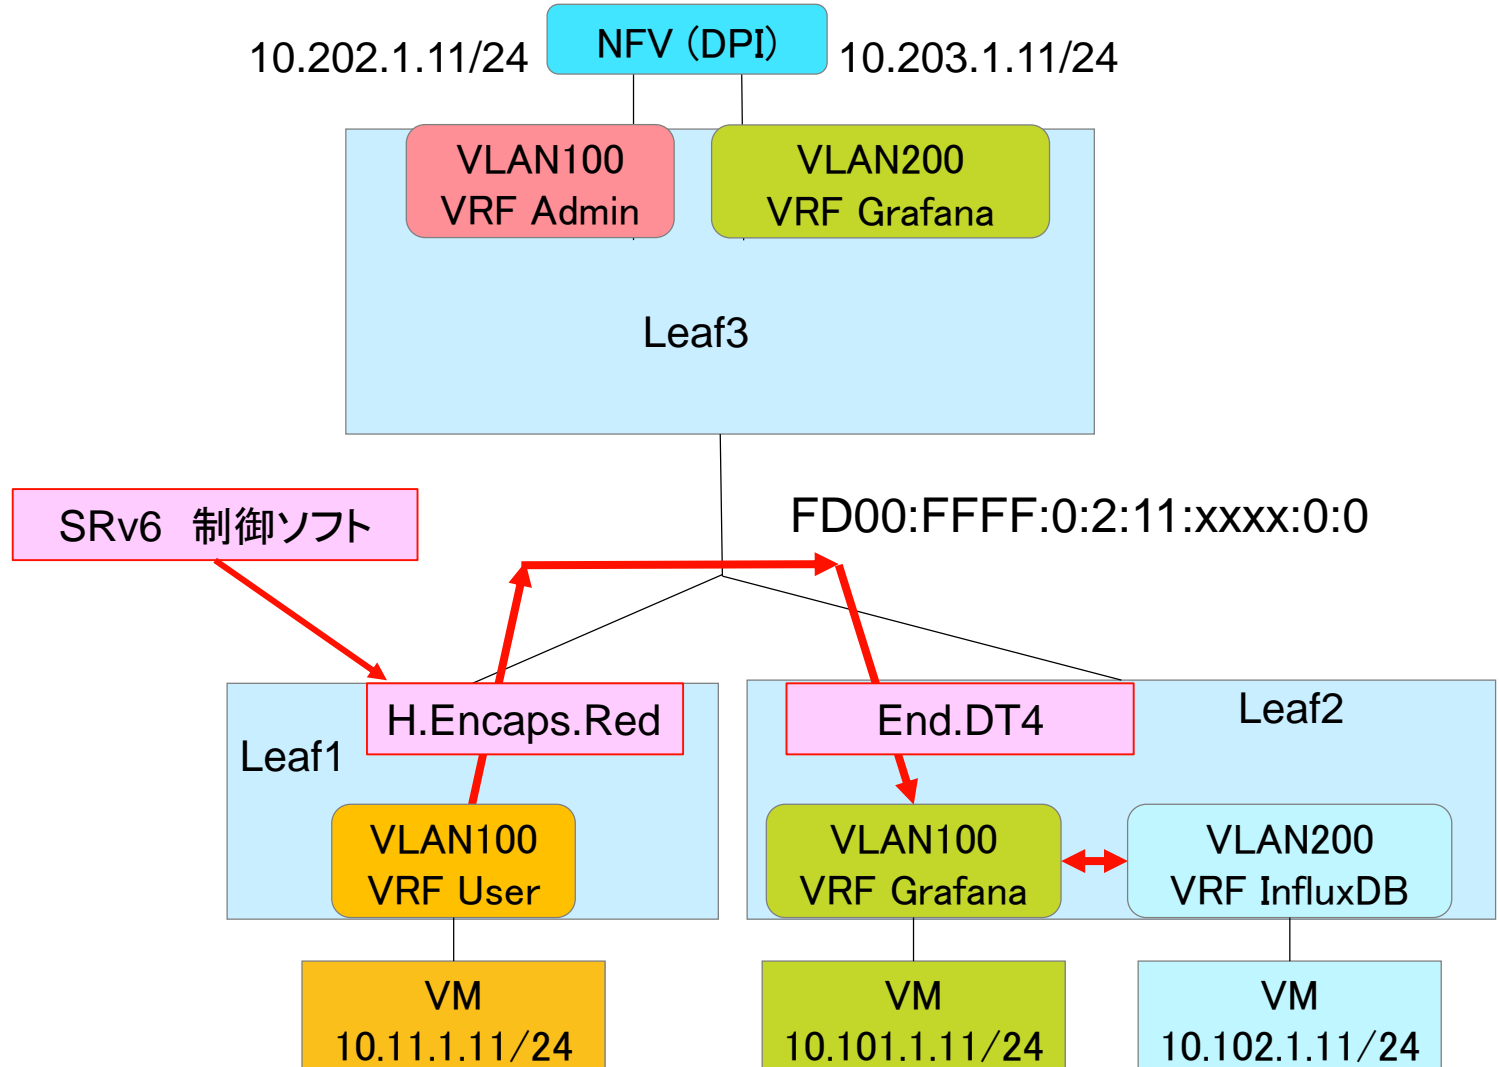 NFV (DPI)
10.202.1.11/24
10.203.1.11/24
VLAN100
VRF Admin
VLAN200
VRF Grafana
Leaf3
SRv6　制御ソフト
FD00:FFFF:0:2:11:xxxx:0:0
H.Encaps.Red
Leaf1
End.DT4
Leaf2
VLAN100
VRF User
VLAN100
VRF Grafana
VLAN200
VRF InfluxDB
VM
10.11.1.11/24
VM
10.101.1.11/24
VM
10.102.1.11/24